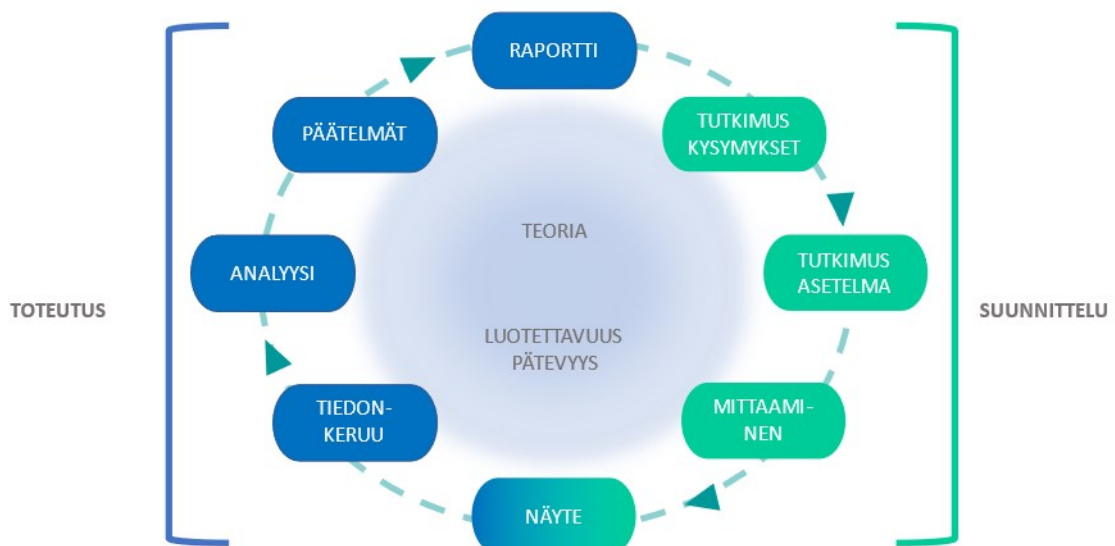 RAPORTTI
TUTKIMUS
KYSYMYKSET
TUTKIMUS
ASETELMA
MITTAAMI-
NEN
NÄYTE
TIEDON-
KERUU
ANALYYSI
PÄÄTELMÄT
TEORIA
LUOTETTAVUUS
PÄTEVYYS
TOTEUTUS
SUUNNITTELU